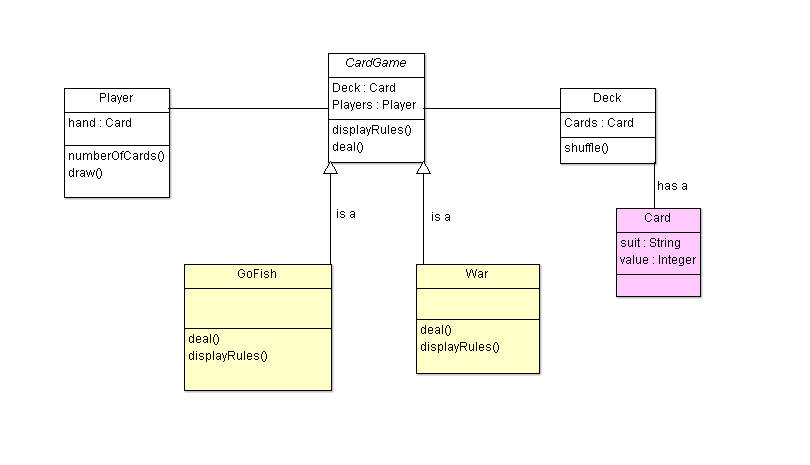 CardGame
Deck : Card
Players : Player
displayRules()
deal()
Player
hand : Card
numberOfCards()
draw()
Deck
Cards : Card
shuffle()
has a
Card
suit : String
value : Integer
is a
is a
GoFish
deal()
displayRules()
War
deal()
displayRules()